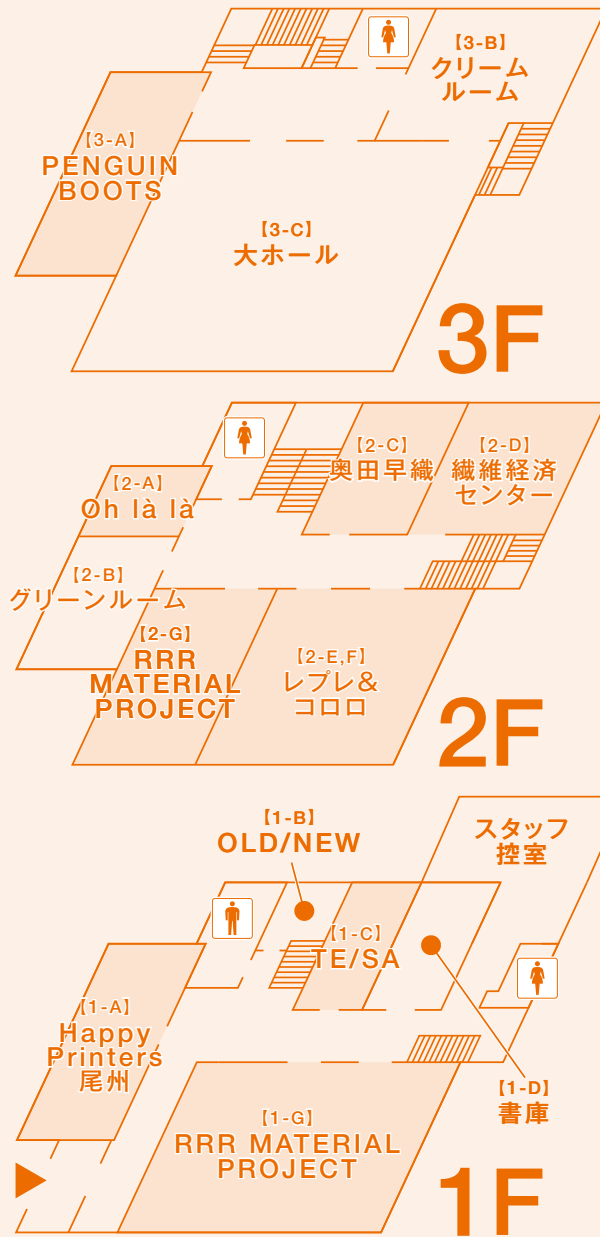 【3-B】
クリーム
ルーム
【3-A】
PENGUIN
BOOTS
【3-C】
大ホール
3F
【2-C】
奥田早織
【2-D】
繊維経済
センター
【2-A】
Oh là là
【2-B】
グリーンルーム
【2-G】
RRR
MATERIAL
PROJECT
【2-E,F】
レプレ&
コロロ
2F
【1-B】
OLD/NEW
スタッフ
控室
【1-C】
TE/SA
【1-A】
Happy
Printers
尾州
【1-D】
書庫
【1-G】
RRR MATERIAL
PROJECT
1F